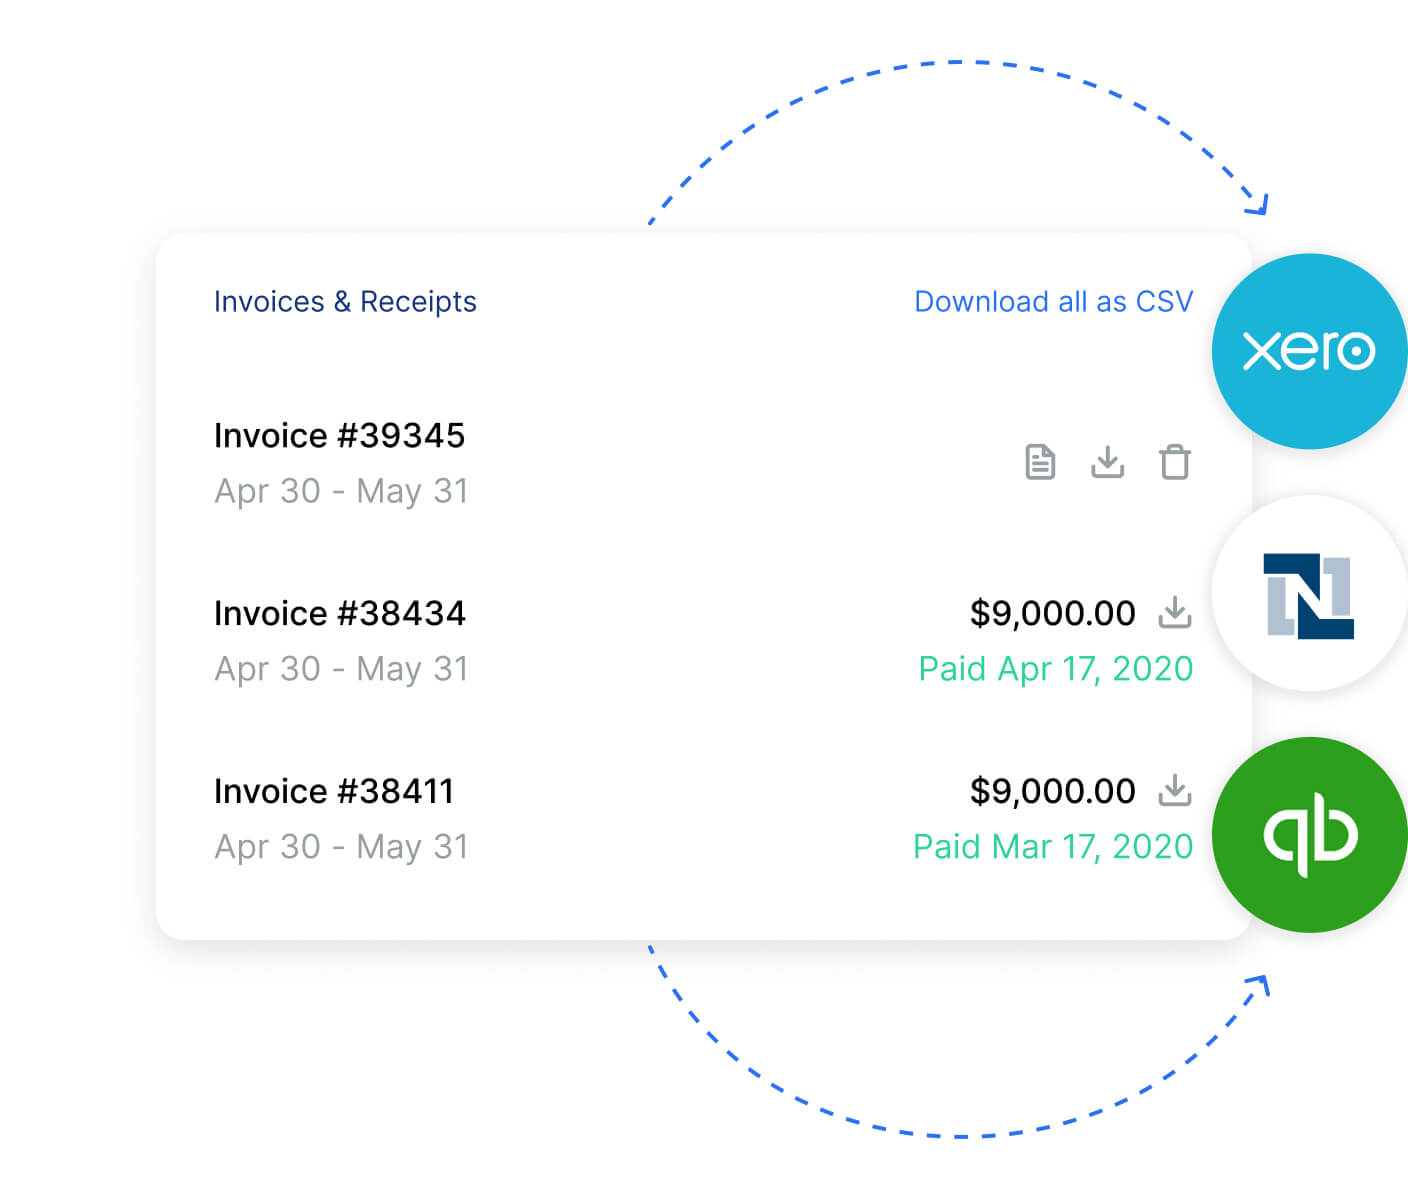 Invoices & Receipts
Download all as CSV
xero
Invoice #39345
Apr 30 - May 31
Invoice #38434
$9,000.00
Apr 30 - May 31
Paid Apr 17, 2020
N
Invoice #38411
$9,000.00
Apr 30 - May 31
Paid Mar 17, 2020
qb